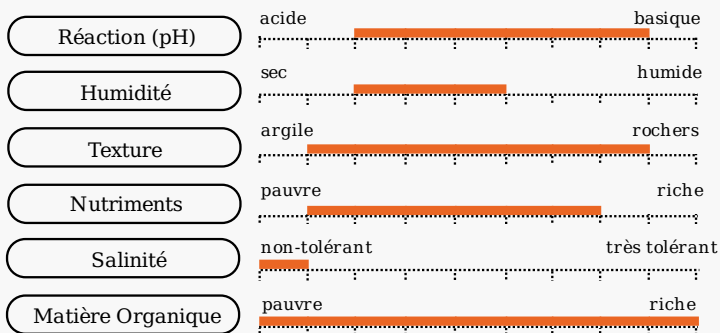 acide basique
Réaction (pH)
sec humide
Humidité
argile rochers
Texture
pauvre riche
Nutriments
non-tolérant très tolérant
Salinité
pauvre riche
Matière Organique